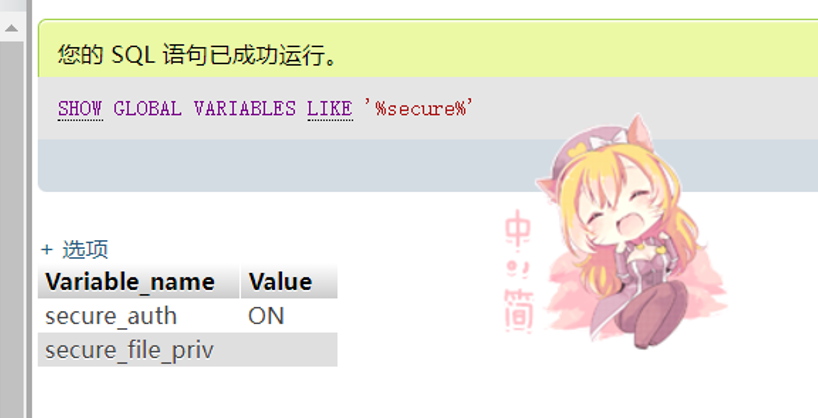 您的 SQL 语句已成功运行。
SHOW GLOBAL VARIABLES LIKE '%secure%'
+ 选项
Variable_name Value
secure_auth ON
secure_file_priv
中
简